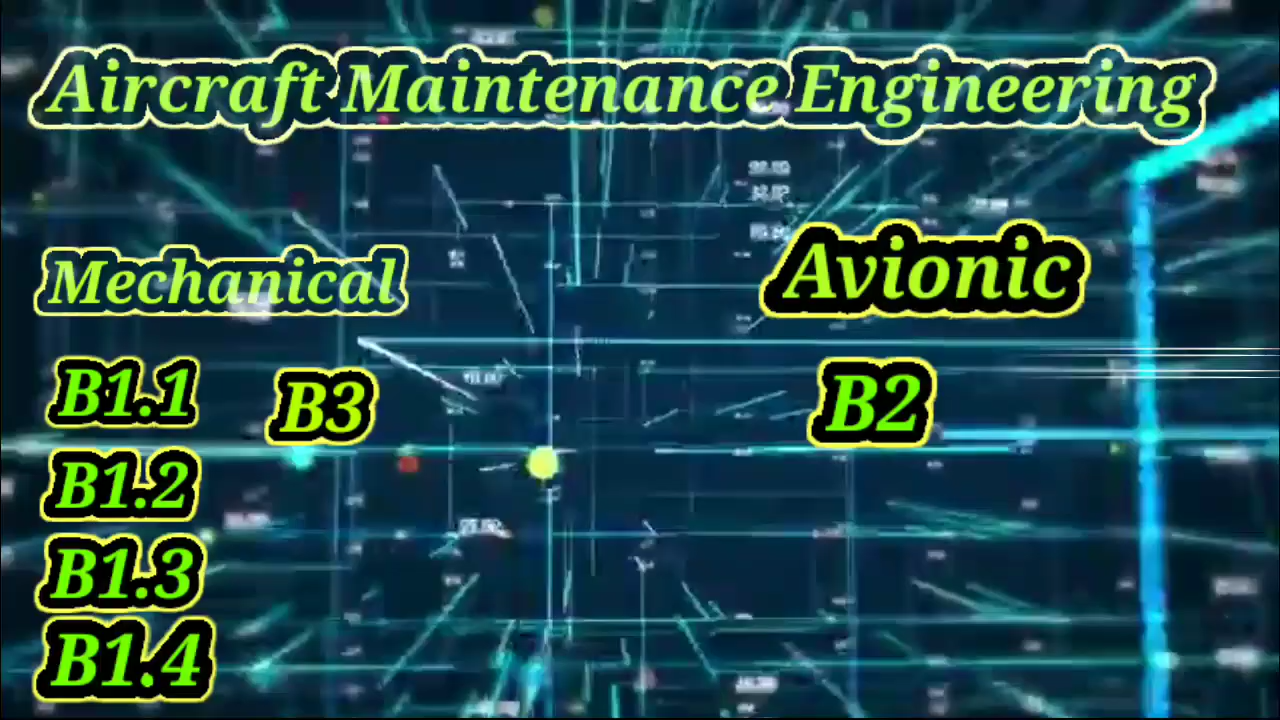 Aircraft Maintenance Engineering
Mechanical
Avionic
B1.1
B3
B2
B1.2
B1.3
B1.4